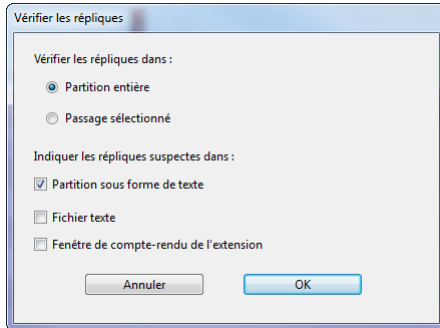 Vérifier les répliques
Vérifier les répliques dans :
Partition entière
Passage sélectionné
Indiquer les répliques suspectes dans :
Partition sous forme de texte
Fichier texte
Fenêtre de compte-rendu de l'extension
Annuler OK